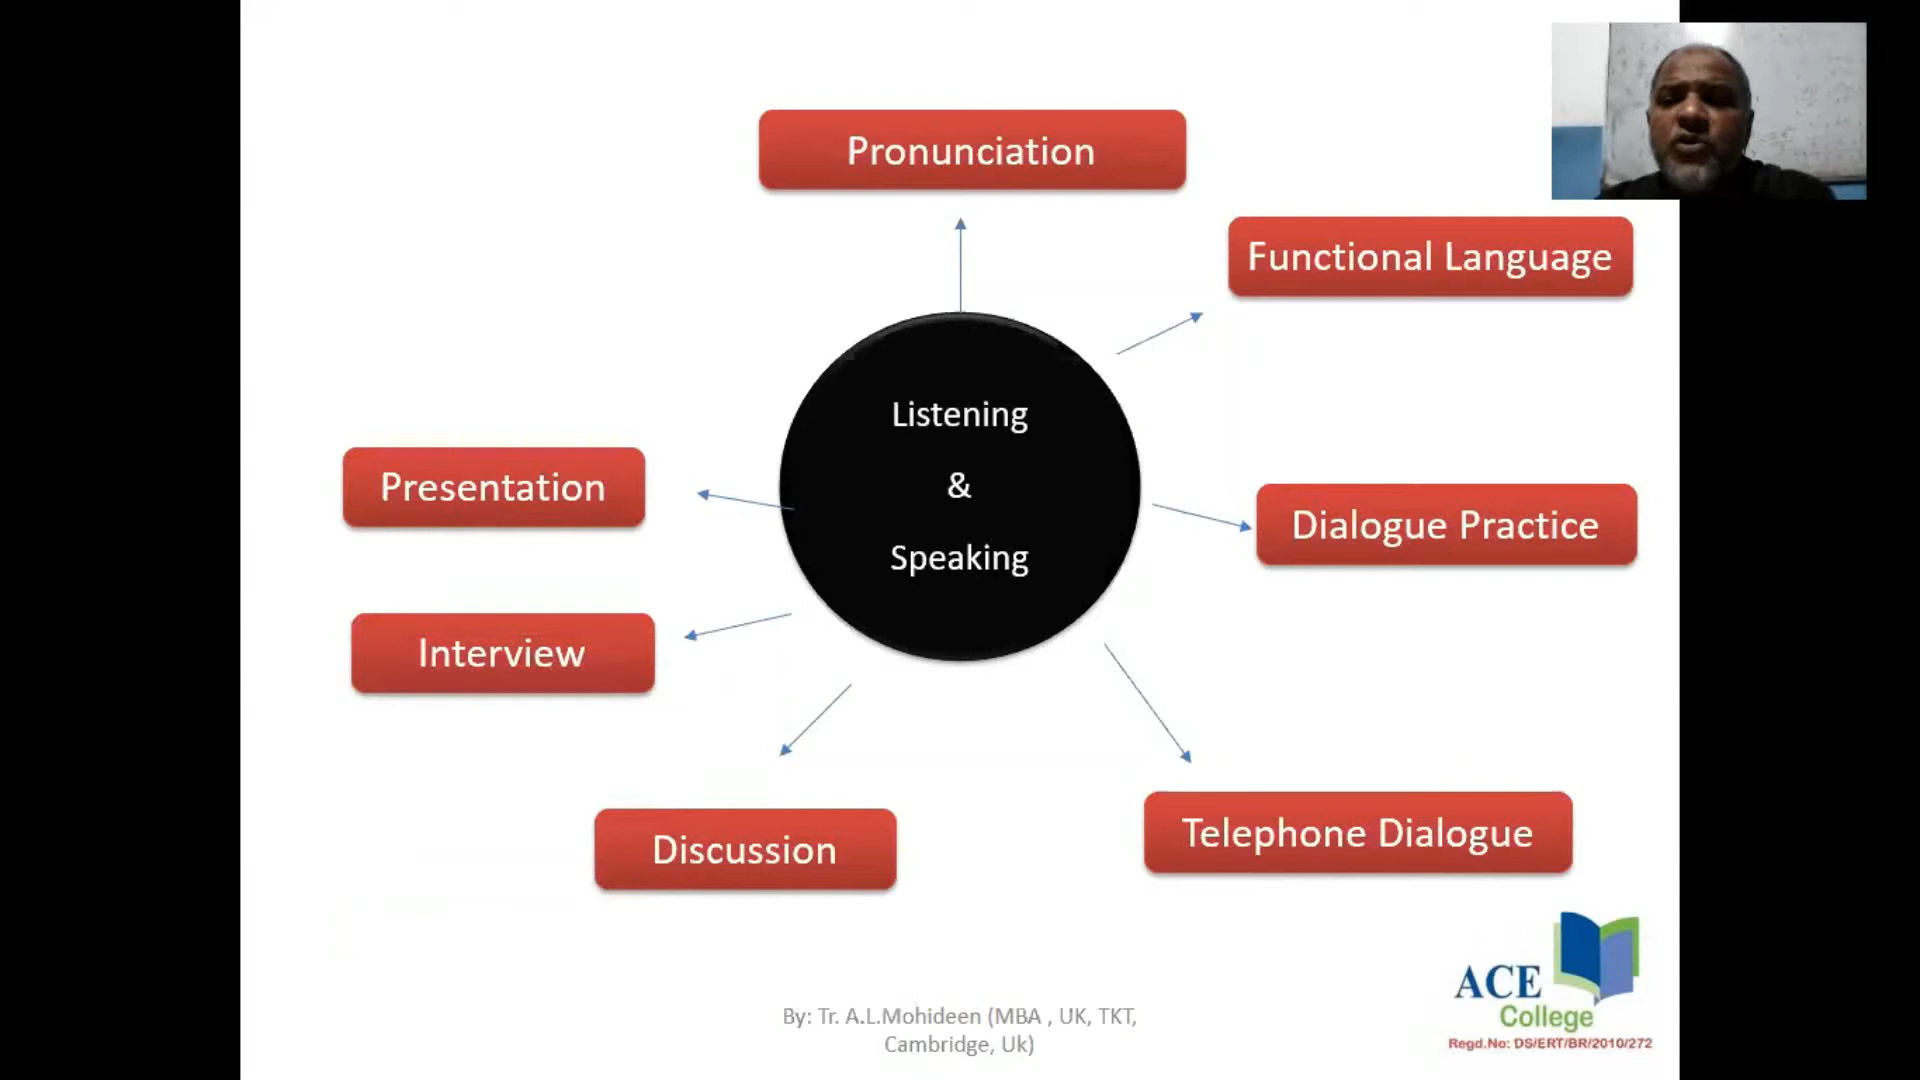 Pronunciation
Functional Language
Listening
&
Speaking
Presentation
Dialogue Practice
Interview
Telephone Dialogue
Discussion
ACE
College
Regd.No: DS/ERT/BR/2010/272
By: Tr. A.L.Mohideen (MBA , UK, TKT,
Cambridge, Uk)